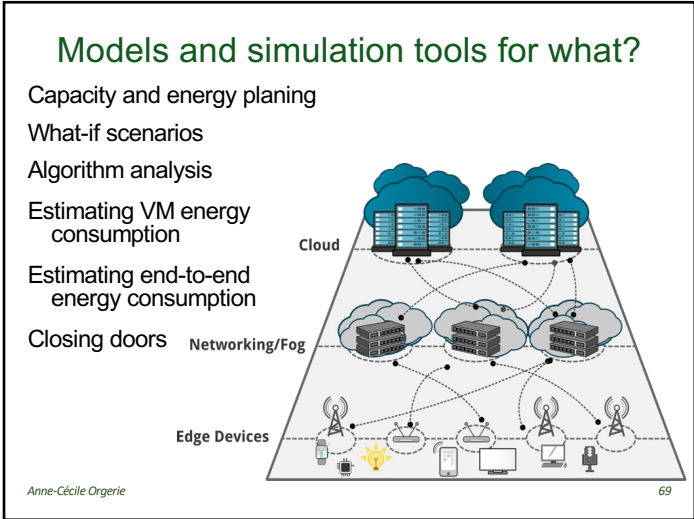 Models and simulation tools for what?
Capacity and energy planing
What-if scenarios
Algorithm analysis
Estimating VM energy
consumption
Estimating end-to-end
energy consumption
Closing doors
Cloud
Networking/Fog
Edge Devices
Anne-Cécile Orgerie
69